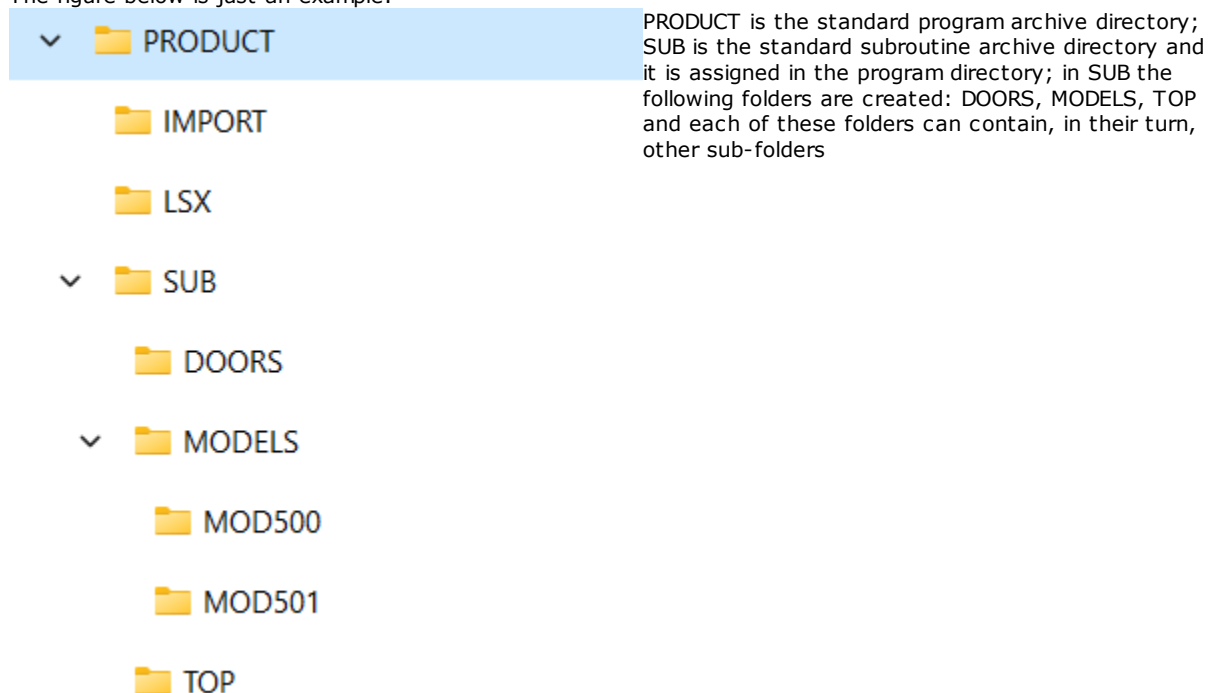 The figure below is just an example:
PRODUCT
IMPORT
LSX
SUB
DOORS
MODELS
MOD500
MOD501
TOP
PRODUCT is the standard program archive directory;
SUB is the standard subroutine archive directory and
it is assigned in the program directory; in SUB the
following folders are created: DOORS, MODELS, TOP
and each of these folders can contain, in their turn,
other sub-folders